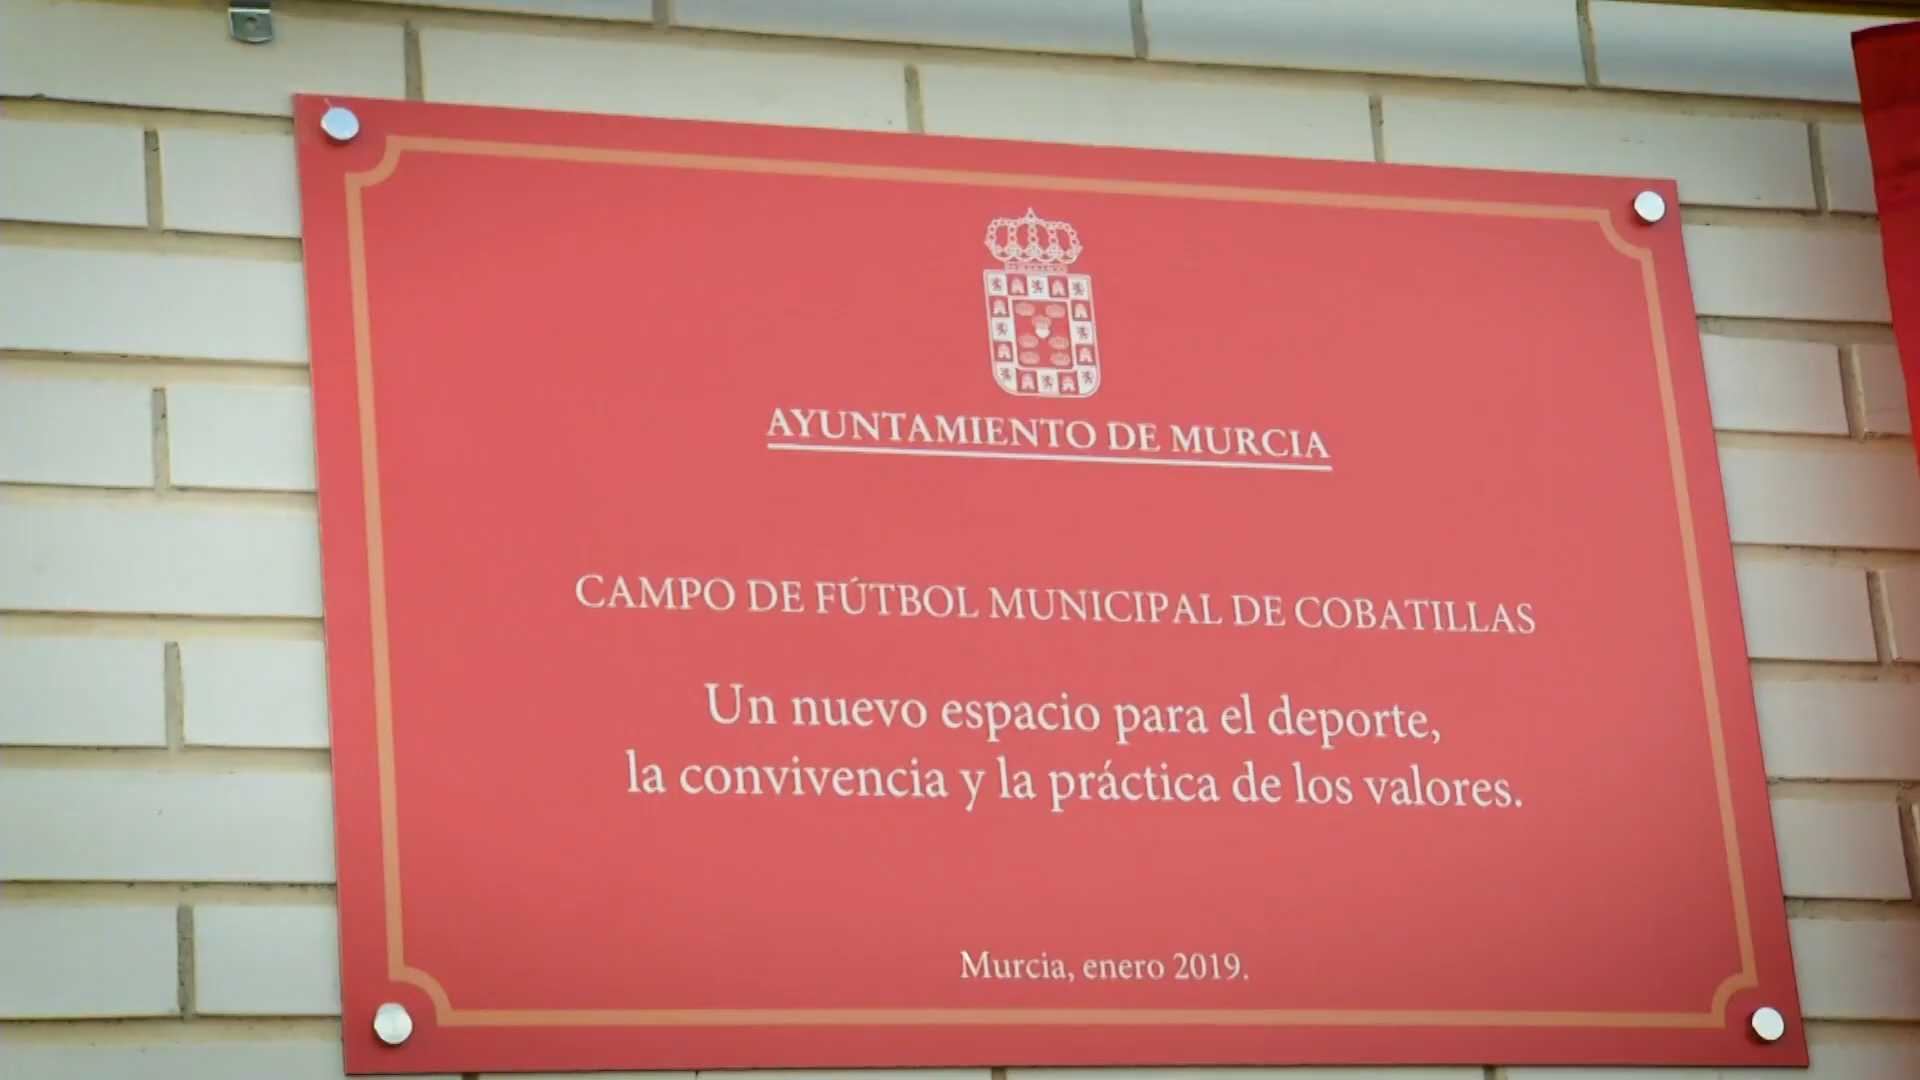 AYUNTAMIENTO DE MURCIA
CAMPO DE FÚTBOL MUNICIPAL DE COBATILLAS
Un nuevo espacio para el deporte,
la convivencia y la práctica de los valores.
Murcia, enero 2019.